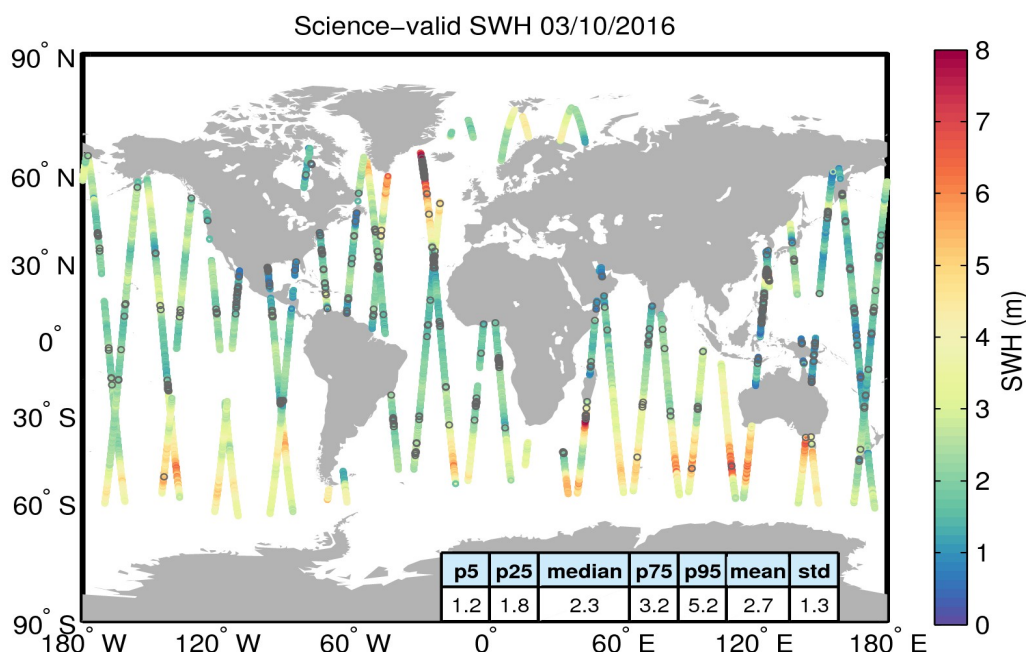 Science−valid SWH 03/10/2016
90° N
60° N
30° N
0°
30° S
60° S
90° S
180° W 120° W 60° W 0° 60° E 120° E 180° E
p5 p25 median p75 p95 mean std
1.2 1.8 2.3 3.2 5.2 2.7 1.3
8
7
6
5
4
3
2
1
0
SWH (m)